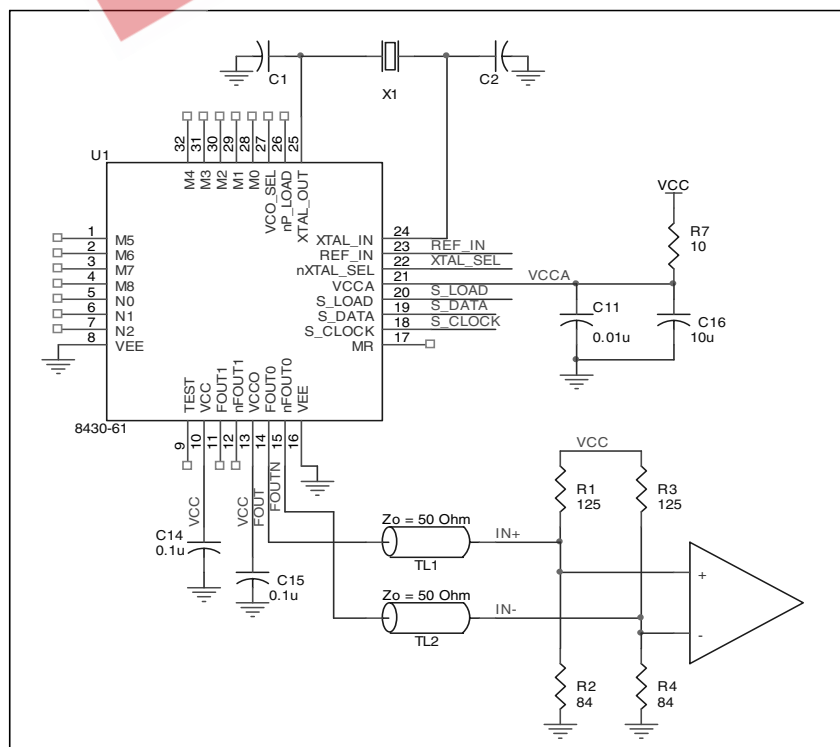 C1
X1
C2
U1
32
31
30
29
28
27
26
25
M4
M3
M2
M1
M0
VCO_SEL
nP_LOAD
XTAL_OUT
1
2
3
4
5
6
7
8
M5
M6
M7
M8
N0
N1
N2
VEE
XTAL_IN
REF_IN
nXTAL_SEL
VCCA
S_LOAD
S_DATA
S_CLOCK
MR
24
23
22
21
20
19
18
17
REF_IN
XTAL_SEL
VCCA
S_LOAD
S_DATA
S_CLOCK
VCC
R7
10
C11
0.01u
C16
10u
TEST
VCC
FOUT1
nFOUT1
VCCO
FOUT0
nFOUT0
VEE
8430-61
9
10
11
12
13
14
15
16
VCC
VCC
FOUT
FOUTN
C14
0.1u
C15
0.1u
Zo = 50 Ohm
TL1
IN+
Zo = 50 Ohm
TL2
IN-
VCC
R1
125
R3
125
+
-
R2
84
R4
84